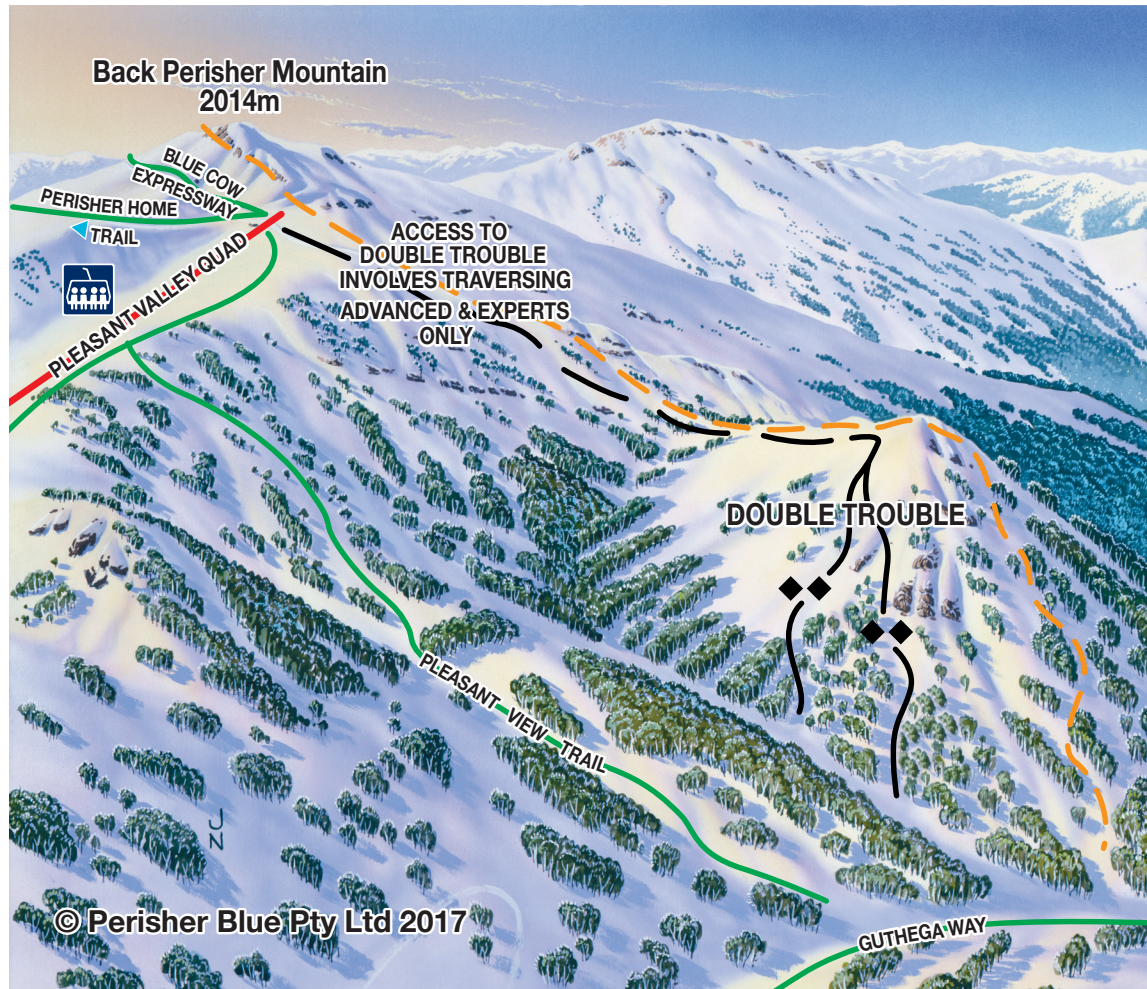 Back Perisher Mountain
2014m
BLUE COW
EXPRESSWAY
PERISHER HOME
TRAIL
PLEASANT VALLEY QUAD
ACCESS TO
DOUBLE TROUBLE
INVOLVES TRAVERSING
ADVANCED & EXPERTS
ONLY
DOUBLE TROUBLE
PLEASANT VIEW TRAIL
© Perisher Blue Pty Ltd 2017
GUTHEGA WAY